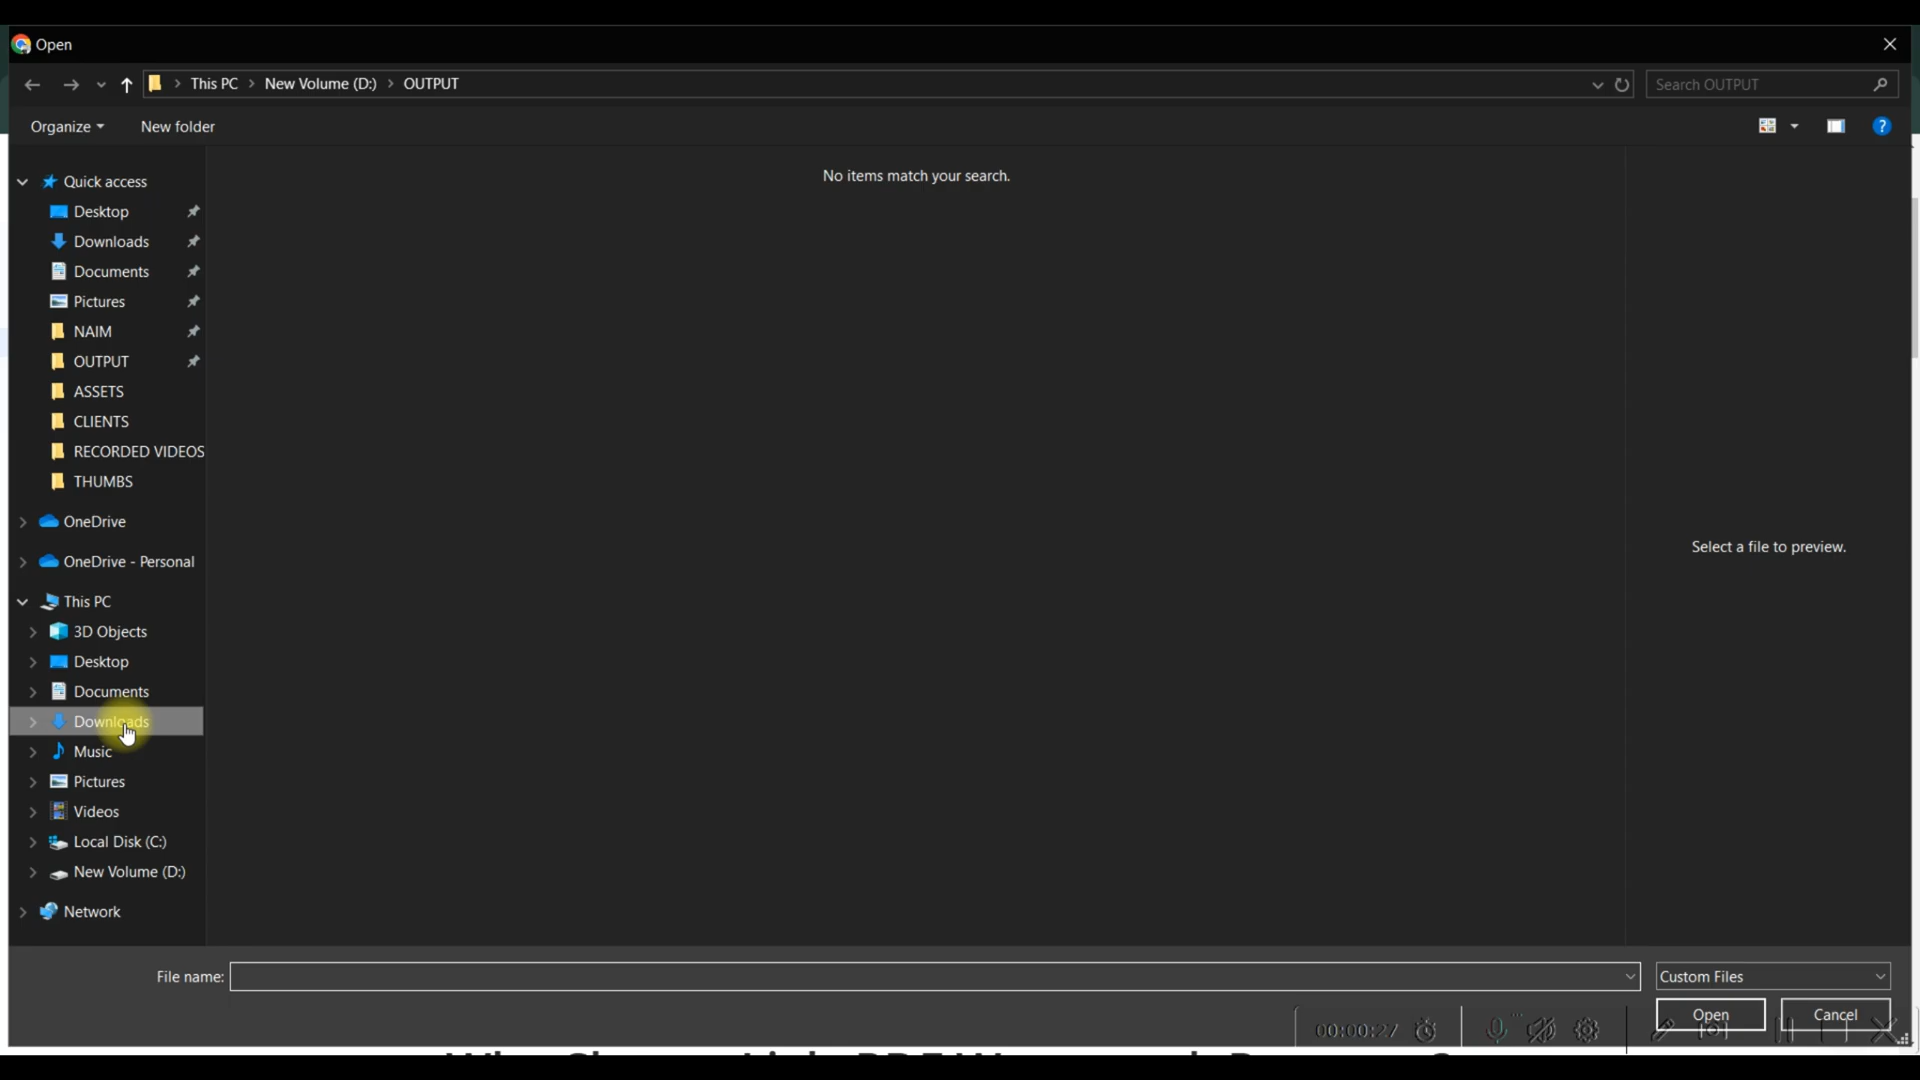 Open
This PC > New Volume (D:) > OUTPUT
Search OUTPUT
Organize
New folder
?
No items match your search.
Quick access
Desktop
Downloads
Documents
Pictures
NAIM
OUTPUT
ASSETS
CLIENTS
RECORDED VIDEOS
THUMBS
OneDrive
OneDrive - Personal
Select a file to preview.
This PC
3D Objects
Desktop
Documents
Downloads
Music
Pictures
Videos
Local Disk (C:)
New Volume (D:)
Network
File name:
Custom Files
Open
Cancel
00:00:27